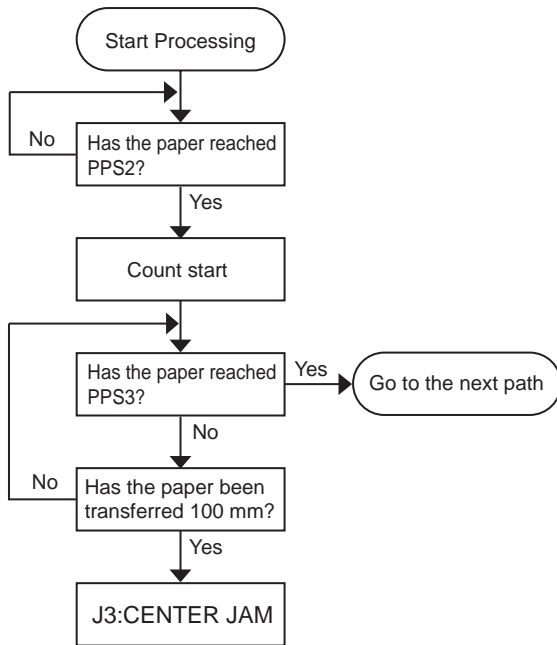 Start Processing
No
Has the paper reached
PPS2?
Yes
Count start
Has the paper reached
PPS3?
Yes
Go to the next path
No
No
Has the paper been
transferred 100 mm?
Yes
J3:CENTER JAM